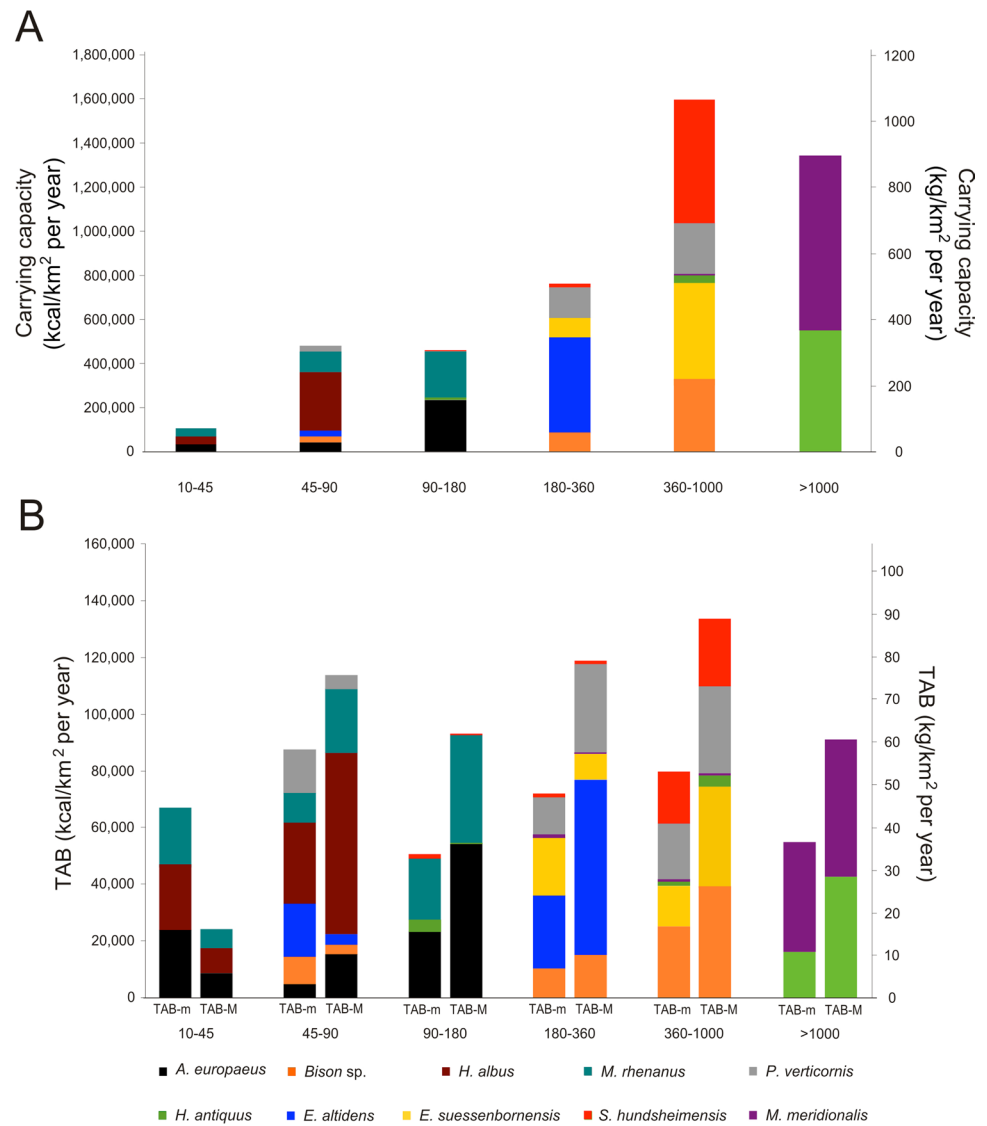 A
1,800,000
1,600,000
1,400,000
1,200,000
1,000,000
800,000
600,000
400,000
200,000
0
Carrying capacity
(kcal/km² per year)
1200
1000
800
600
400
200
0
Carrying capacity
(kg/km² per year)
10-45 45-90 90-180 180-360 360-1000 >1000
B
160,000
140,000
120,000
100,000
80,000
60,000
40,000
20,000
0
TAB (kcal/km² per year)
100
90
80
70
60
50
40
30
20
10
0
TAB (kg/km² per year)
TAB-m TAB-M TAB-m TAB-M TAB-m TAB-M TAB-m TAB-M TAB-m TAB-M TAB-m TAB-M
10-45 45-90 90-180 180-360 360-1000 >1000
A. europaeus Bison sp. H. albus M. rhenanus P. verticornis
H. antiquus E. altidens E. suessenbornensis S. hundsheimensis M. meridionalis